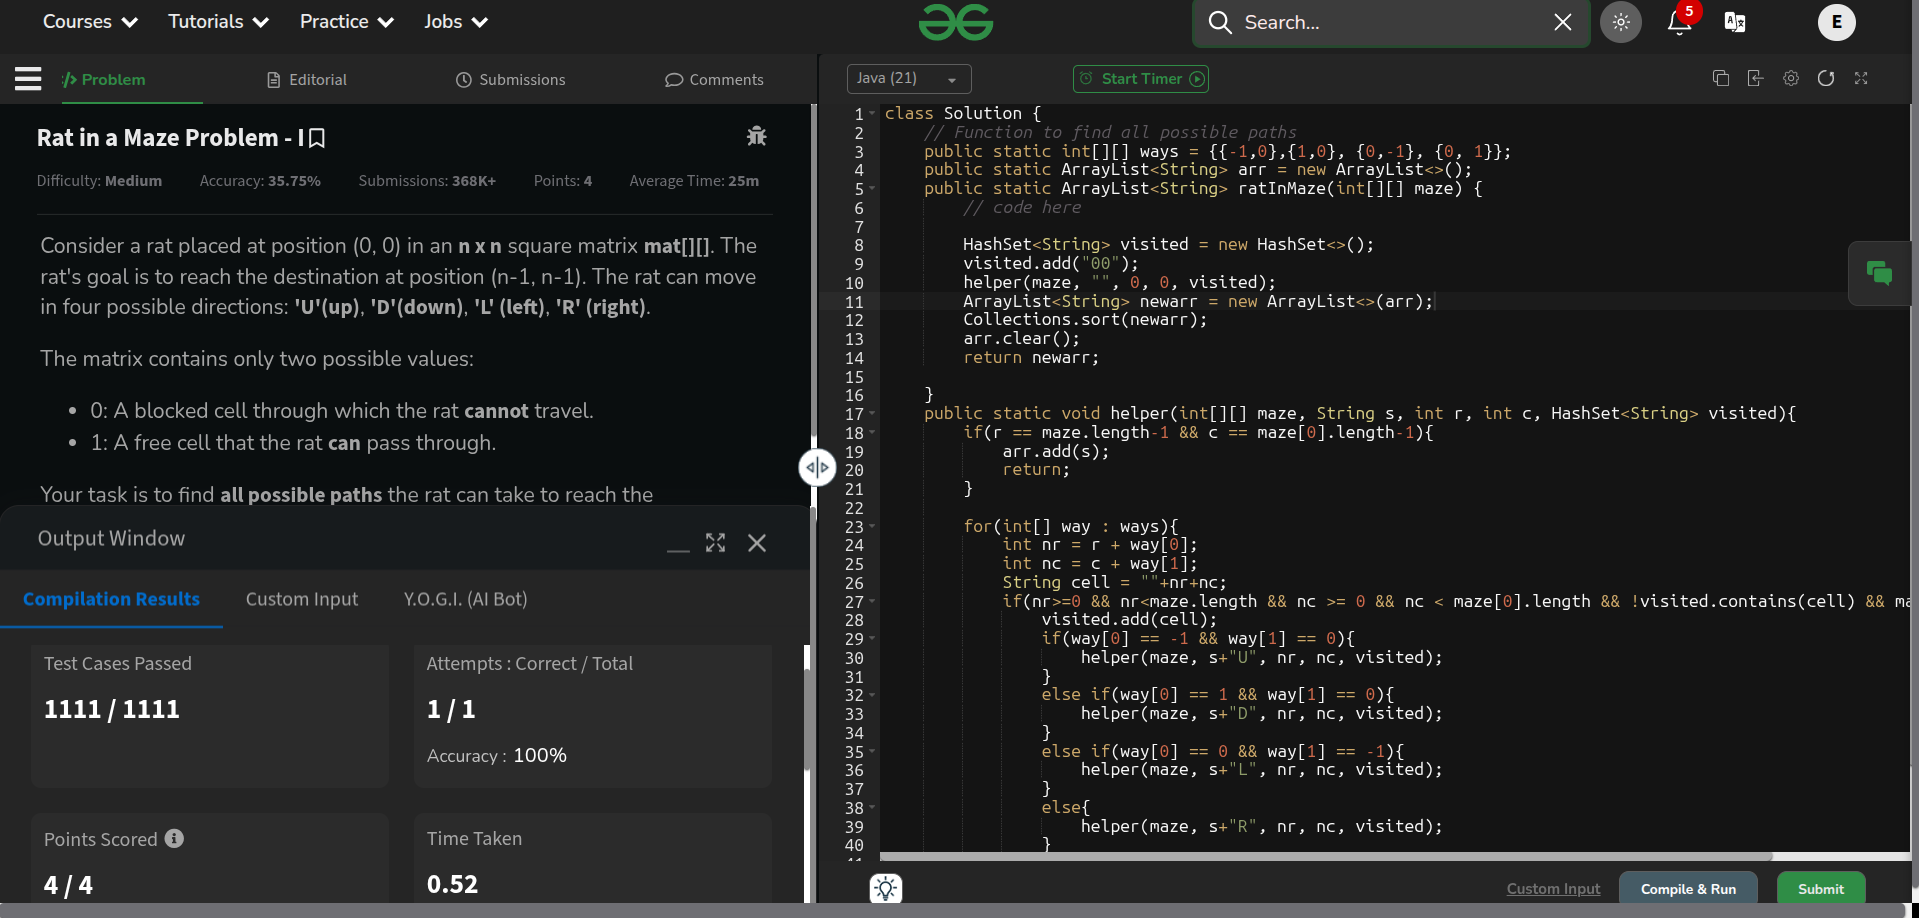 Courses Tutorials Practice Jobs Search... 5 E
Problem Editorial Submissions Comments
Java (21) Start Timer
Rat in a Maze Problem - I
Difficulty: Medium Accuracy: 35.75% Submissions: 368K+ Points: 4 Average Time: 25m
Consider a rat placed at position (0, 0) in an n x n square matrix mat[][]. The
rat's goal is to reach the destination at position (n-1, n-1). The rat can move
in four possible directions: 'U'(up), 'D'(down), 'L' (left), 'R' (right).
The matrix contains only two possible values:
• 0: A blocked cell through which the rat cannot travel.
• 1: A free cell that the rat can pass through.
Your task is to find all possible paths the rat can take to reach the
Output Window
Compilation Results Custom Input Y.O.G.I. (AI Bot)
Test Cases Passed
1111 / 1111
Attempts : Correct / Total
1 / 1
Accuracy : 100%
Points Scored
4 / 4
Time Taken
0.52
1 class Solution {
2     // Function to find all possible paths
3     public static int[][] ways = {{-1,0},{1,0}, {0,-1}, {0, 1}};
4     public static ArrayList<String> arr = new ArrayList<>();
5     public static ArrayList<String> ratInMaze(int[][] maze) {
6         // code here
7
8         HashSet<String> visited = new HashSet<>();
9         visited.add("00");
10         helper(maze, "", 0, 0, visited);
11         ArrayList<String> newarr = new ArrayList<>(arr);
12         Collections.sort(newarr);
13         arr.clear();
14         return newarr;
15
16     }
17     public static void helper(int[][] maze, String s, int r, int c, HashSet<String> visited){
18         if(r == maze.length-1 && c == maze[0].length-1){
19             arr.add(s);
20             return;
21         }
22
23         for(int[] way : ways){
24             int nr = r + way[0];
25             int nc = c + way[1];
26             String cell = ""+nr+nc;
27             if(nr>=0 && nr<maze.length && nc >= 0 && nc < maze[0].length && !visited.contains(cell) && ma
28                 visited.add(cell);
29                 if(way[0] == -1 && way[1] == 0){
30                     helper(maze, s+"U", nr, nc, visited);
31                 }
32                 else if(way[0] == 1 && way[1] == 0){
33                     helper(maze, s+"D", nr, nc, visited);
34                 }
35                 else if(way[0] == 0 && way[1] == -1){
36                     helper(maze, s+"L", nr, nc, visited);
37                 }
38                 else{
39                     helper(maze, s+"R", nr, nc, visited);
40                 }
Custom Input Compile & Run Submit